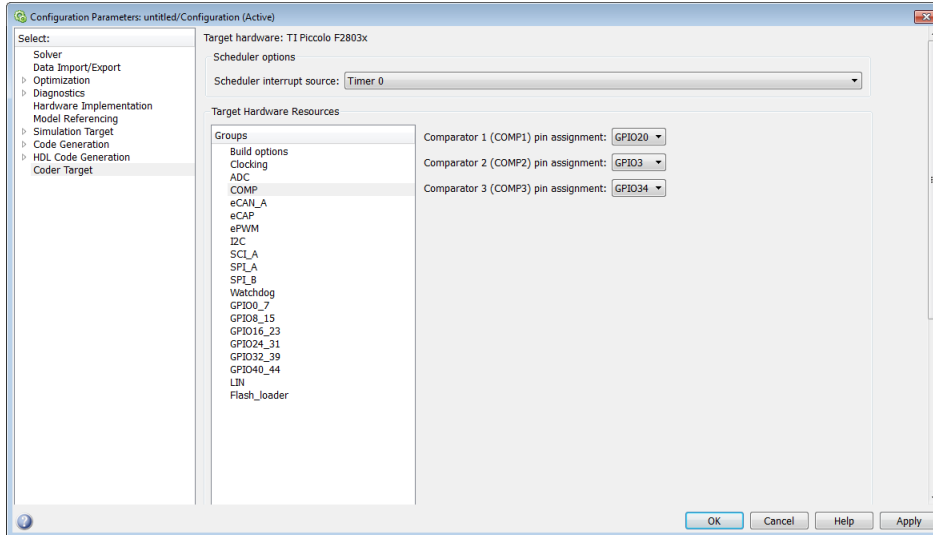 Configuration Parameters: untitled/Configuration (Active)
Select:
Solver
Data Import/Export
Optimization
Diagnostics
Hardware Implementation
Model Referencing
Simulation Target
Code Generation
HDL Code Generation
Coder Target
Target hardware: TI Piccolo F2803x
Scheduler options
Scheduler interrupt source: Timer 0
Target Hardware Resources
Groups
Build options
Clocking
ADC
COMP
eCAN_A
eCAP
ePWM
I2C
SCI_A
SPI_A
SPI_B
Watchdog
GPIO0_7
GPIO8_15
GPIO16_23
GPIO24_31
GPIO32_39
GPIO40_44
LIN
Flash_loader
Comparator 1 (COMP1) pin assignment: GPIO20
Comparator 2 (COMP2) pin assignment: GPIO3
Comparator 3 (COMP3) pin assignment: GPIO34
OK Cancel Help Apply